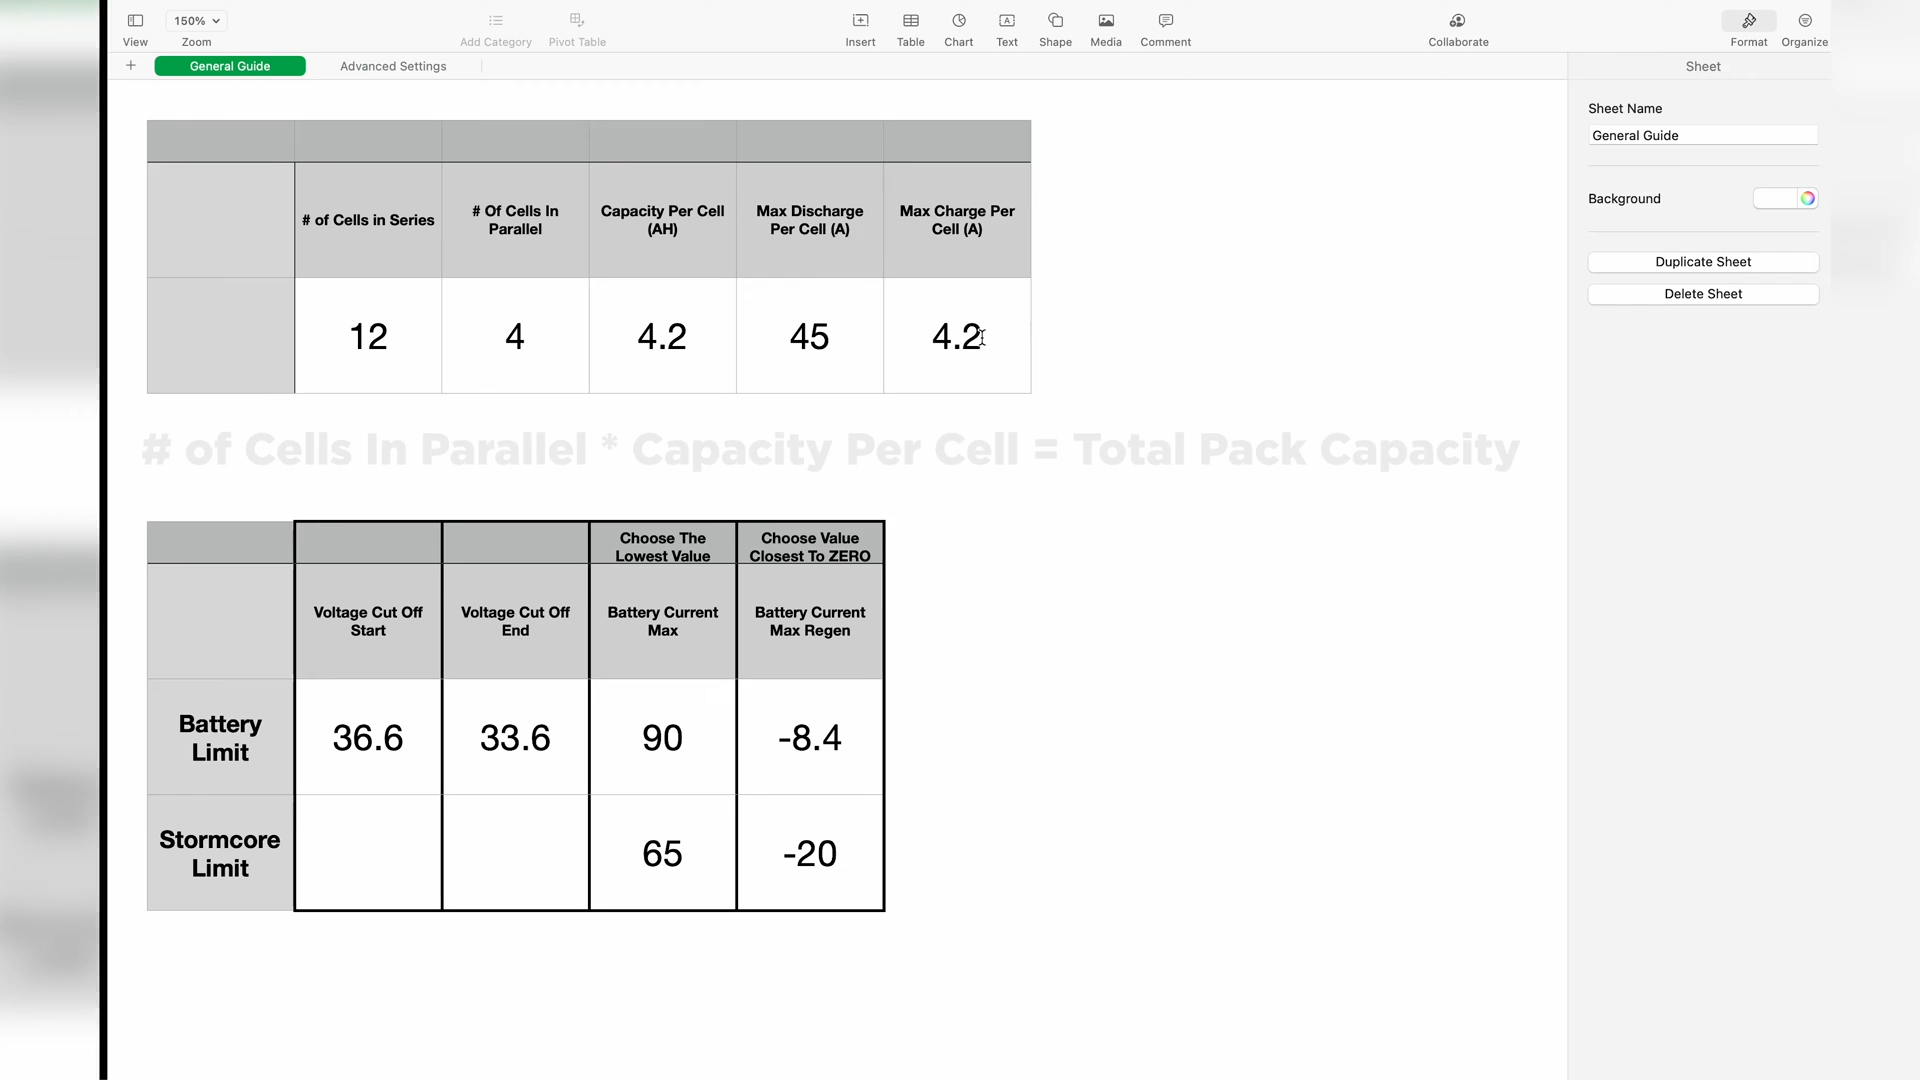 150%
View
Zoom
Add Category
Pivot Table
Insert
Table
Chart
Text
Shape
Media
Comment
Collaborate
Format
Organize
+
General Guide
Advanced Settings
Sheet
Sheet Name
General Guide
Background
Duplicate Sheet
Delete Sheet
# of Cells in Series
# Of Cells In
Parallel
Capacity Per Cell
(AH)
Max Discharge
Per Cell (A)
Max Charge Per
Cell (A)
12
4
4.2
45
4.2
# of Cells In Parallel * Capacity Per Cell = Total Pack Capacity
Choose The
Lowest Value
Choose Value
Closest To ZERO
Voltage Cut Off
Start
Voltage Cut Off
End
Battery Current
Max
Battery Current
Max Regen
Battery
Limit
36.6
33.6
90
-8.4
Stormcore
Limit
65
-20